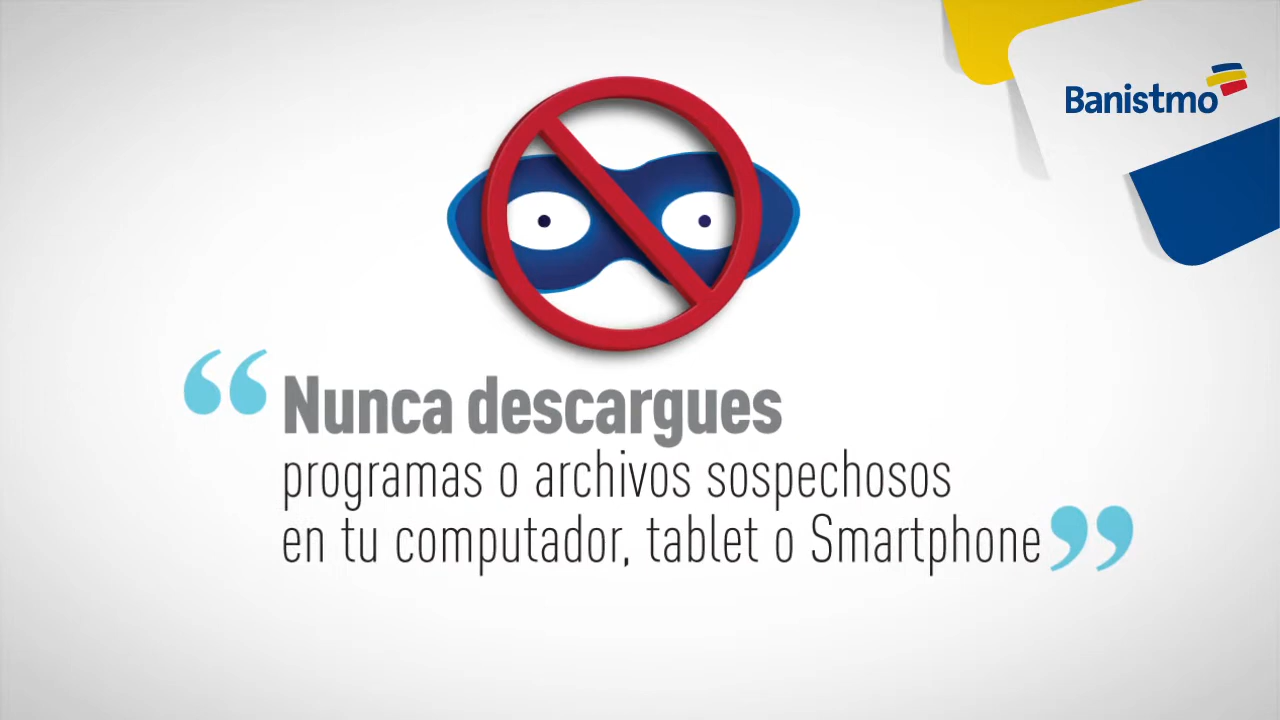 Banistmo
“Nunca descargues
programas o archivos sospechosos
en tu computador, tablet o Smartphone”